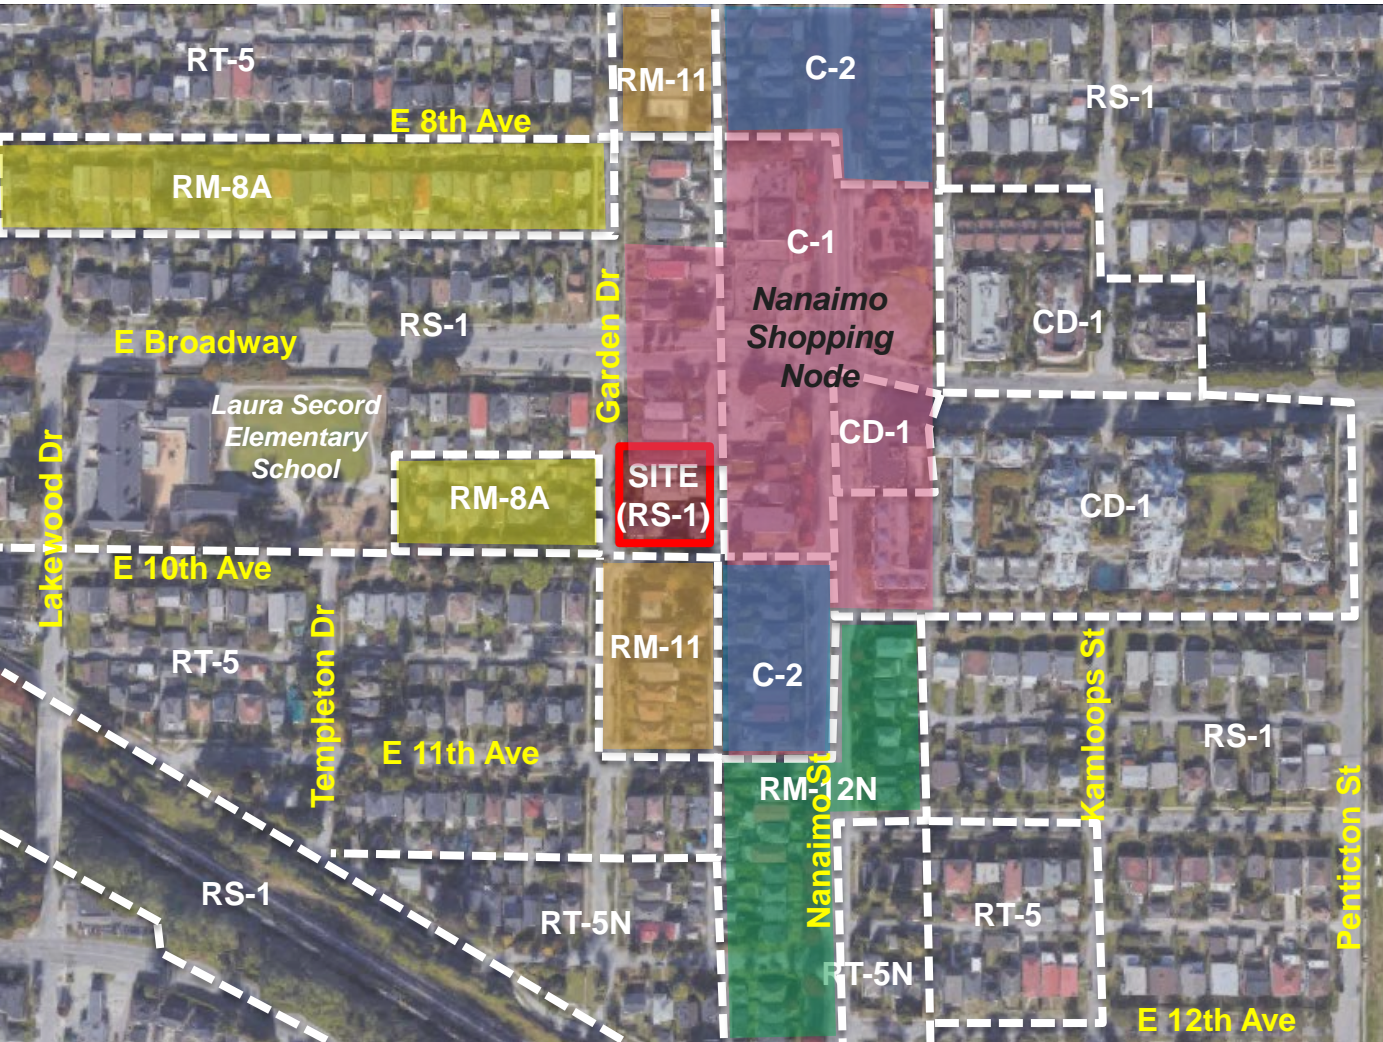 RT-5
RM-11
C-2
RS-1
E 8th Ave
RM-8A
C-1
Nanaimo
Shopping
Node
CD-1
Garden Dr
RS-1
E Broadway
Laura Secord
Elementary
School
CD-1
RM-8A
SITE
(RS-1)
CD-1
Lakewood Dr
E 10th Ave
Templeton Dr
RT-5
RM-11
C-2
Kamloops St
RS-1
E 11th Ave
RM-12N
Nanaimo St
Penticton St
RS-1
RT-5N
RT-5
RT-5N
E 12th Ave